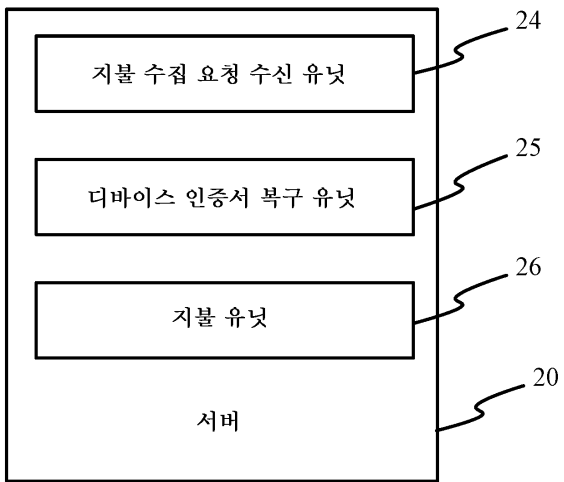 24
지불 수집 요청 수신 유닛
25
디바이스 인증서 복구 유닛
26
지불 유닛
20
서버